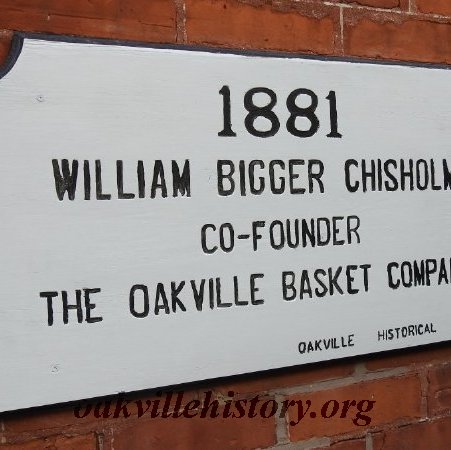 1881
WILLIAM BIGGER CHISHOLM
CO-FOUNDER
THE OAKVILLE BASKET COMPA
OAKVILLE HISTORICAL
oakvillehistory.org